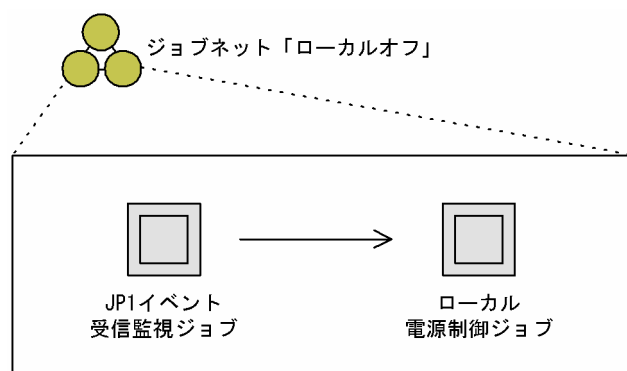 ジョブネット「ローカルオフ」
JP1イベント
受信監視ジョブ
ローカル
電源制御ジョブ